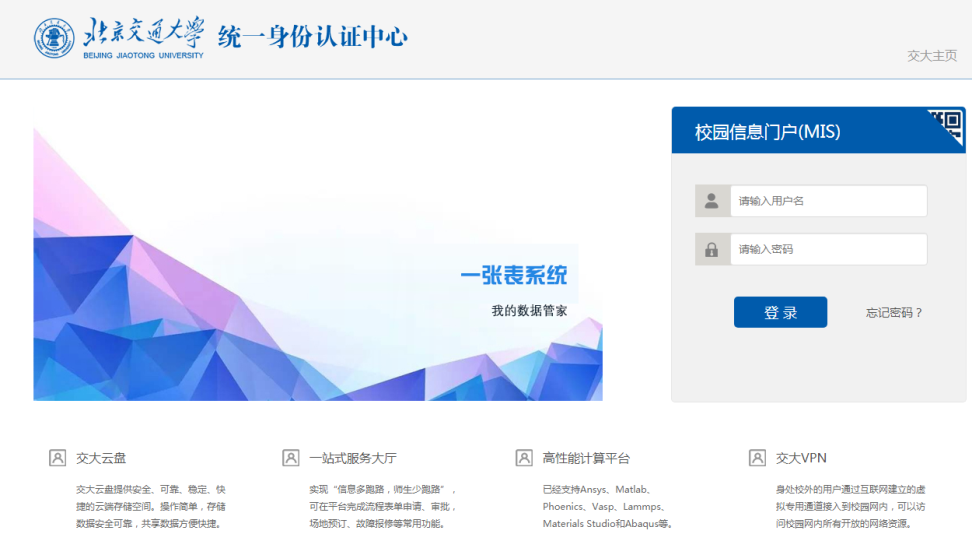 北京交通大学 统一身份认证中心
BEIJING JIAOTONG UNIVERSITY
交大主页
校园信息门户(MIS)
请输入用户名
请输入密码
登 录 忘记密码？
一张表系统
我的数据管家
交大云盘
交大云盘提供安全、可靠、稳定、快
捷的云端存储空间。操作简单，存储
数据安全可靠，共享数据方便快捷。
一站式服务大厅
实现“信息多跑路，师生少跑路”，
可在平台完成流程表单申请、审批，
场地预订、故障报修等常用功能。
高性能计算平台
已经支持Ansys、Matlab、
Phoenics、Vasp、Lammps、
Materials Studio和Abaqus等。
交大VPN
身处校外的用户通过互联网建立的虚
拟专用通道接入到校园网内，可以访
问校园网内所有开放的网络资源。